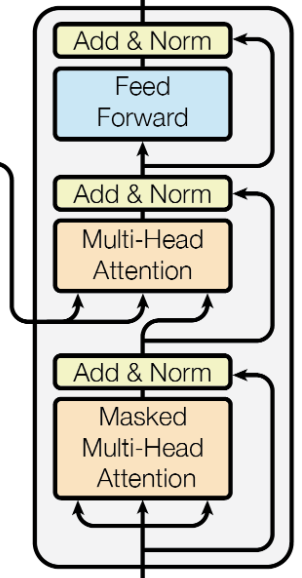 Add & Norm
Feed
Forward
Add & Norm
Multi-Head
Attention
Add & Norm
Masked
Multi-Head
Attention